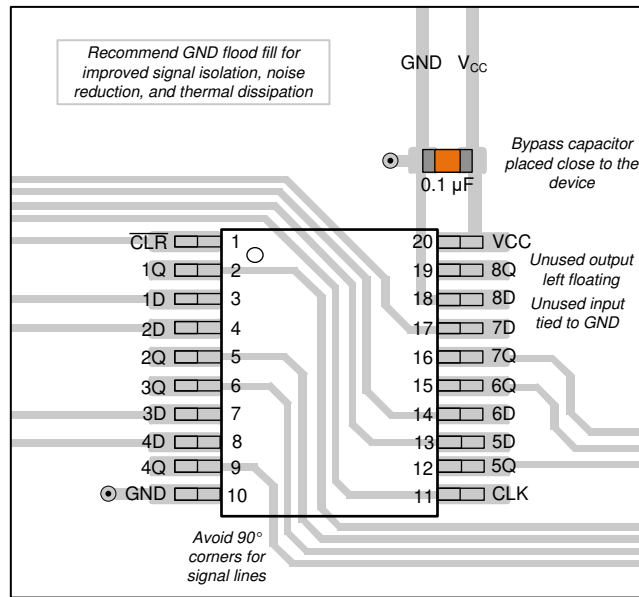 Recommend GND flood fill for
improved signal isolation, noise
reduction, and thermal dissipation
GND VCC
Bypass capacitor
placed close to the
device
0.1 µF
CLR 1 20 VCC
1Q 2 19 8Q
Unused output
left floating
1D 3 18 8D
Unused input
tied to GND
2D 4 17 7D
2Q 5 16 7Q
3Q 6 15 6Q
3D 7 14 6D
4D 8 13 5D
4Q 9 12 5Q
GND 10 11 CLK
Avoid 90°
corners for
signal lines